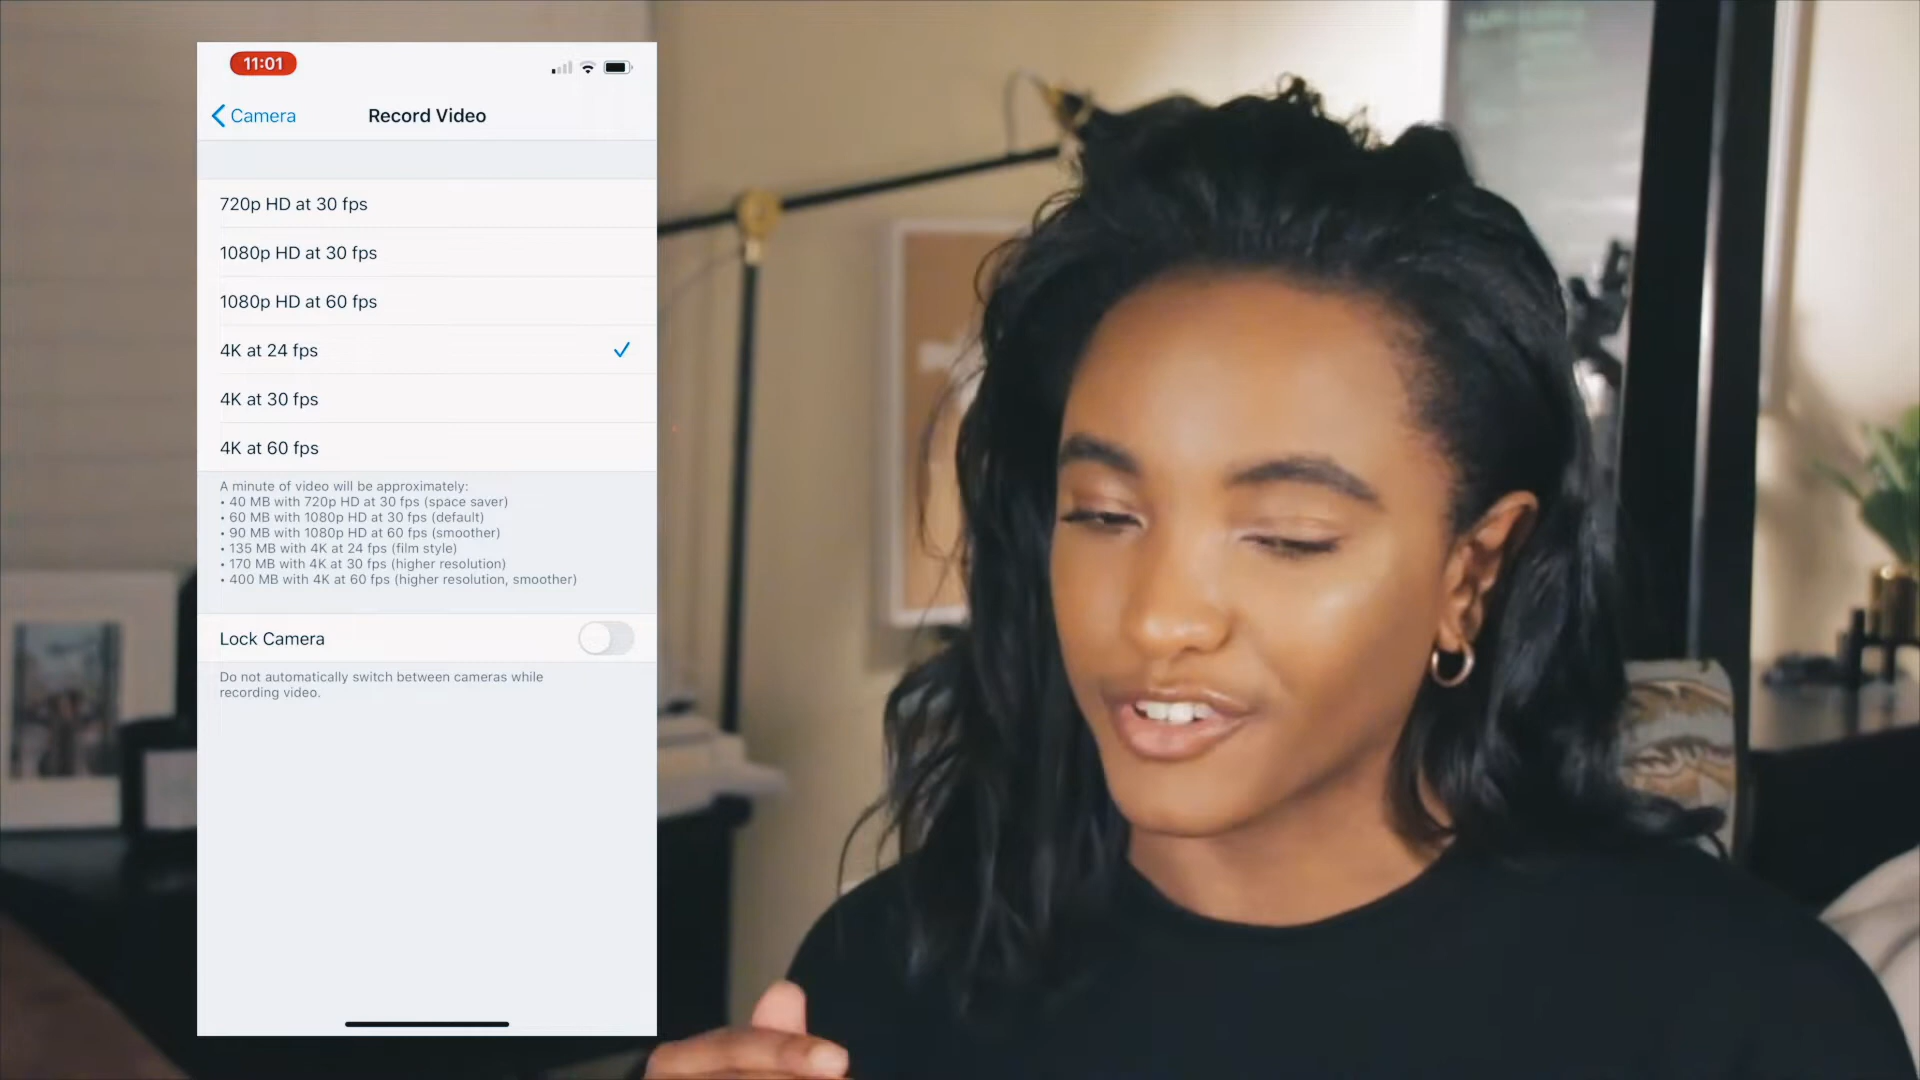 11:01
Camera
Record Video
720p HD at 30 fps
1080p HD at 30 fps
1080p HD at 60 fps
4K at 24 fps
4K at 30 fps
4K at 60 fps
A minute of video will be approximately:
• 40 MB with 720p HD at 30 fps (space saver)
• 60 MB with 1080p HD at 30 fps (default)
• 90 MB with 1080p HD at 60 fps (smoother)
• 135 MB with 4K at 24 fps (film style)
• 170 MB with 4K at 30 fps (higher resolution)
• 400 MB with 4K at 60 fps (higher resolution, smoother)
Lock Camera
Do not automatically switch between cameras while
recording video.